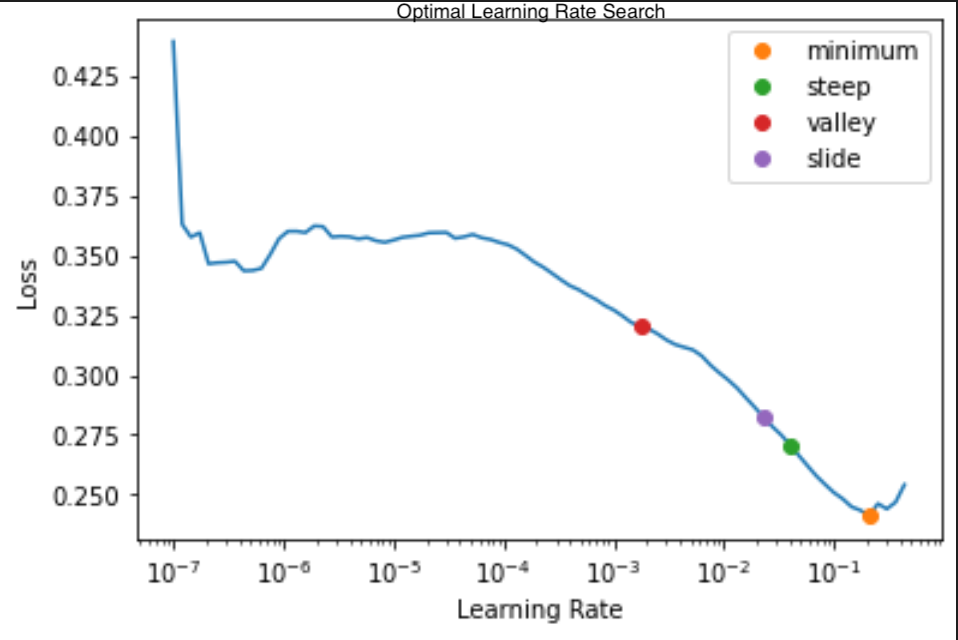 Optimal Learning Rate Search
minimum
steep
valley
slide
0.425
0.400
0.375
0.350
0.325
0.300
0.275
0.250
Loss
10⁻⁷ 10⁻⁶ 10⁻⁵ 10⁻⁴ 10⁻³ 10⁻² 10⁻¹
Learning Rate